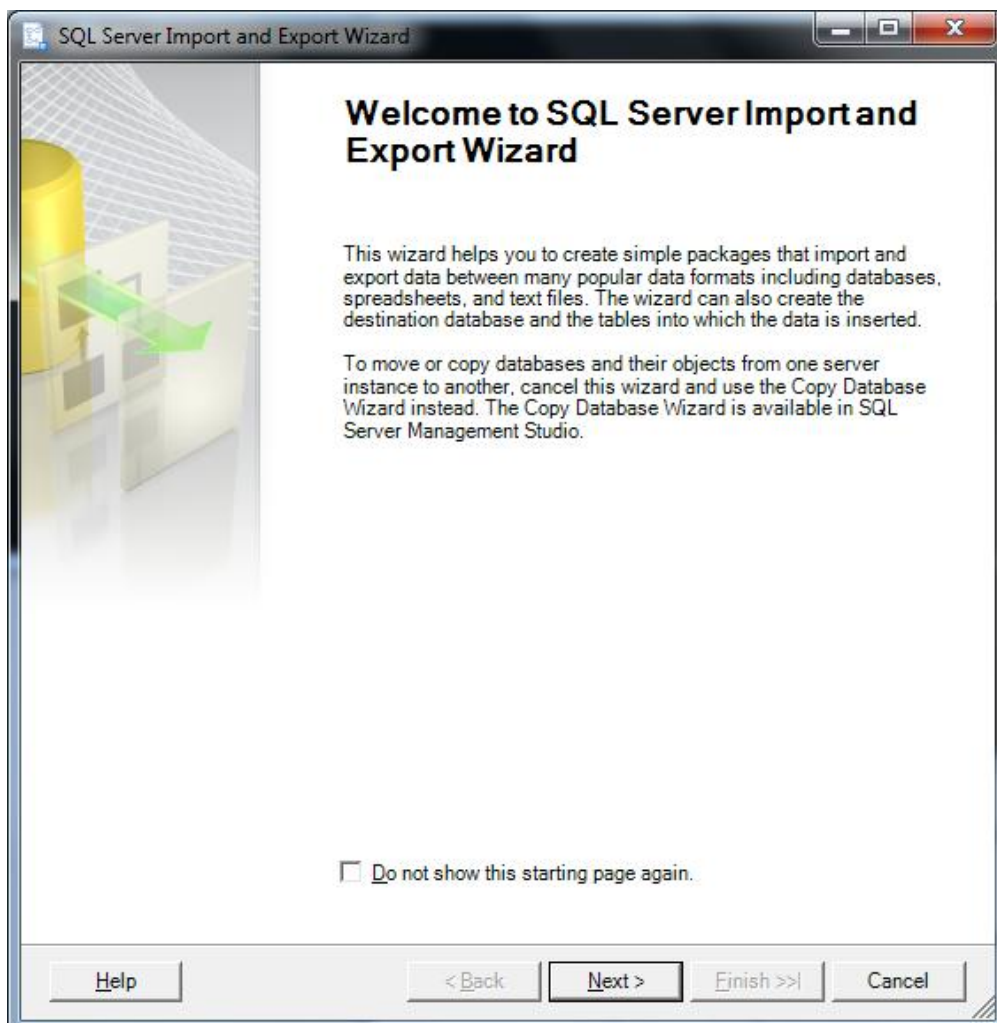 SQL Server Import and Export Wizard
Welcome to SQL Server Import and
Export Wizard
This wizard helps you to create simple packages that import and
export data between many popular data formats including databases,
spreadsheets, and text files. The wizard can also create the
destination database and the tables into which the data is inserted.
To move or copy databases and their objects from one server
instance to another, cancel this wizard and use the Copy Database
Wizard instead. The Copy Database Wizard is available in SQL
Server Management Studio.
Do not show this starting page again.
Help < Back Next > Finish >>| Cancel